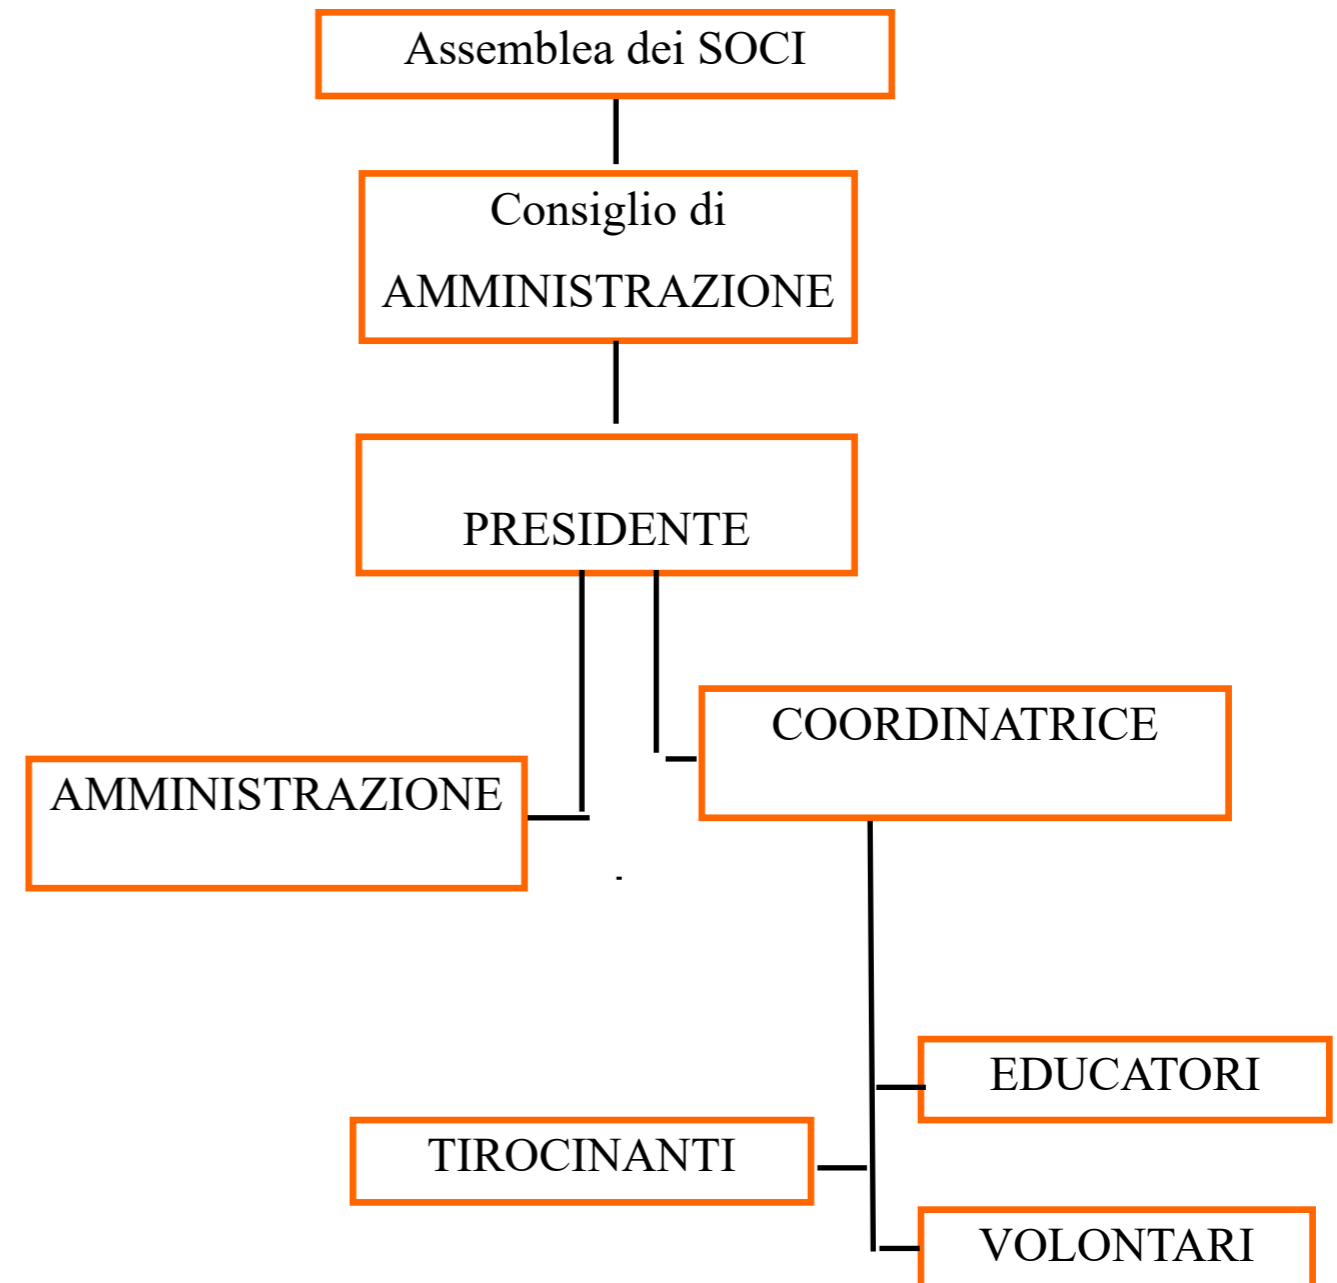 Assemblea dei SOCI
Consiglio di
AMMINISTRAZIONE
PRESIDENTE
COORDINATRICE
AMMINISTRAZIONE
-
EDUCATORI
TIROCINANTI
VOLONTARI